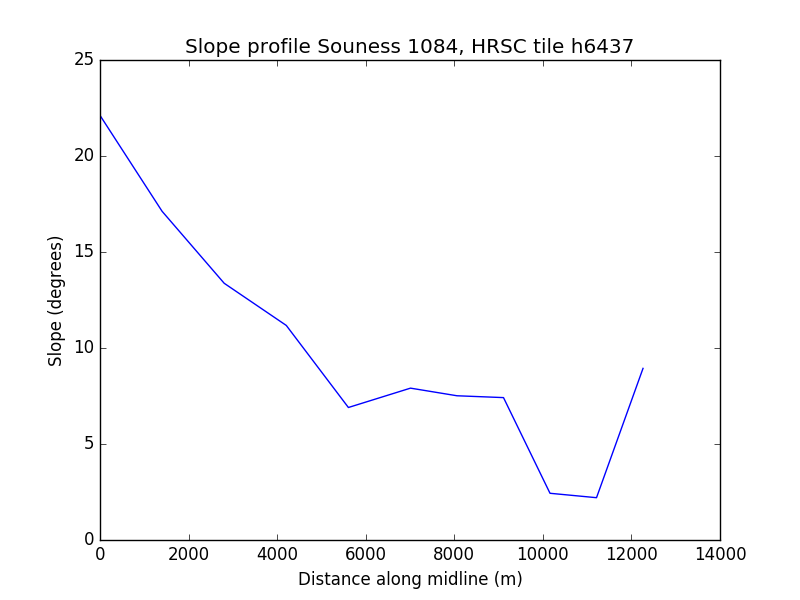 Slope profile Souness 1084, HRSC tile h6437
25
20
15
10
5
0
Slope (degrees)
0 2000 4000 6000 8000 10000 12000 14000
Distance along midline (m)